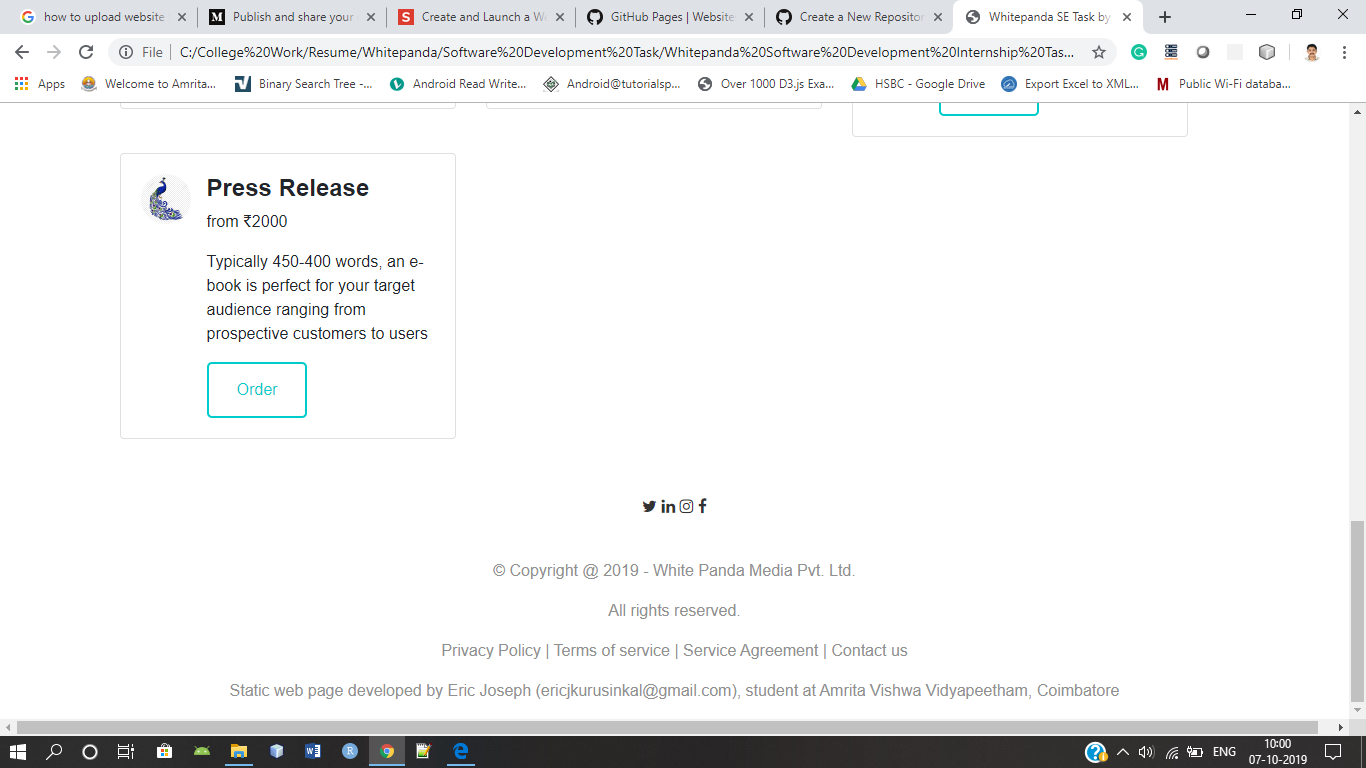 how to upload website
Publish and share your
Create and Launch a W
GitHub Pages | Website
Create a New Repositor
Whitepanda SE Task by
File
C:/College%20Work/Resume/Whitepanda/Software%20Development%20Task/Whitepanda%20Software%20Development%20Internship%20Tas...
Apps
Welcome to Amrita...
Binary Search Tree -...
Android Read Write...
Android@tutorialsp...
Over 1000 D3.js Exa...
HSBC - Google Drive
Export Excel to XML...
Public Wi-Fi databa...
Press Release
from ₹2000
Typically 450-400 words, an e-
book is perfect for your target
audience ranging from
prospective customers to users
Order
© Copyright @ 2019 - White Panda Media Pvt. Ltd.
All rights reserved.
Privacy Policy | Terms of service | Service Agreement | Contact us
Static web page developed by Eric Joseph (ericjkurusinkal@gmail.com), student at Amrita Vishwa Vidyapeetham, Coimbatore
ENG
10:00
07-10-2019